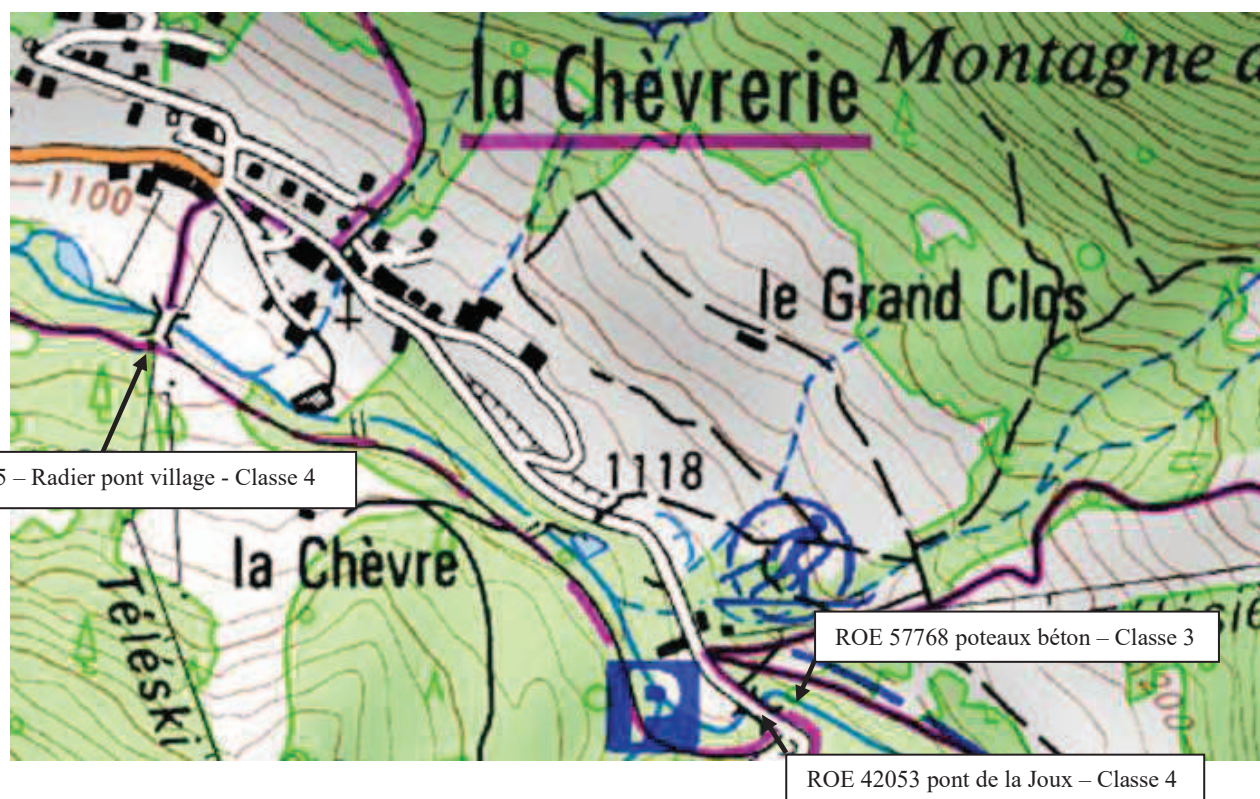 la Chèvrerie
Montagne d
1100
le Grand Clos
5 – Radier pont village - Classe 4
1118
la Chèvre
Téléski
ROE 57768 poteaux béton – Classe 3
ROE 42053 pont de la Joux – Classe 4